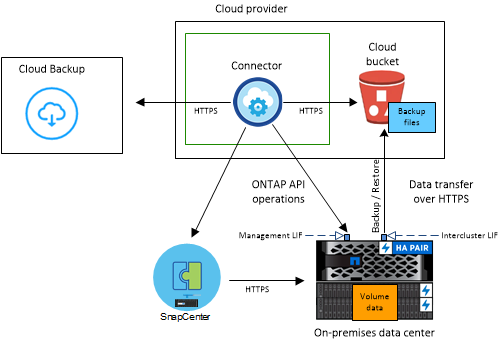 Cloud provider
Cloud Backup
Connector
Cloud
bucket
HTTPS
HTTPS
Backup
files
ONTAP API
operations
Backup / Restore
Data transfer
over HTTPS
Management LIF
Intercluster LIF
HA PAIR
HTTPS
Volume
data
SnapCenter
On-premises data center